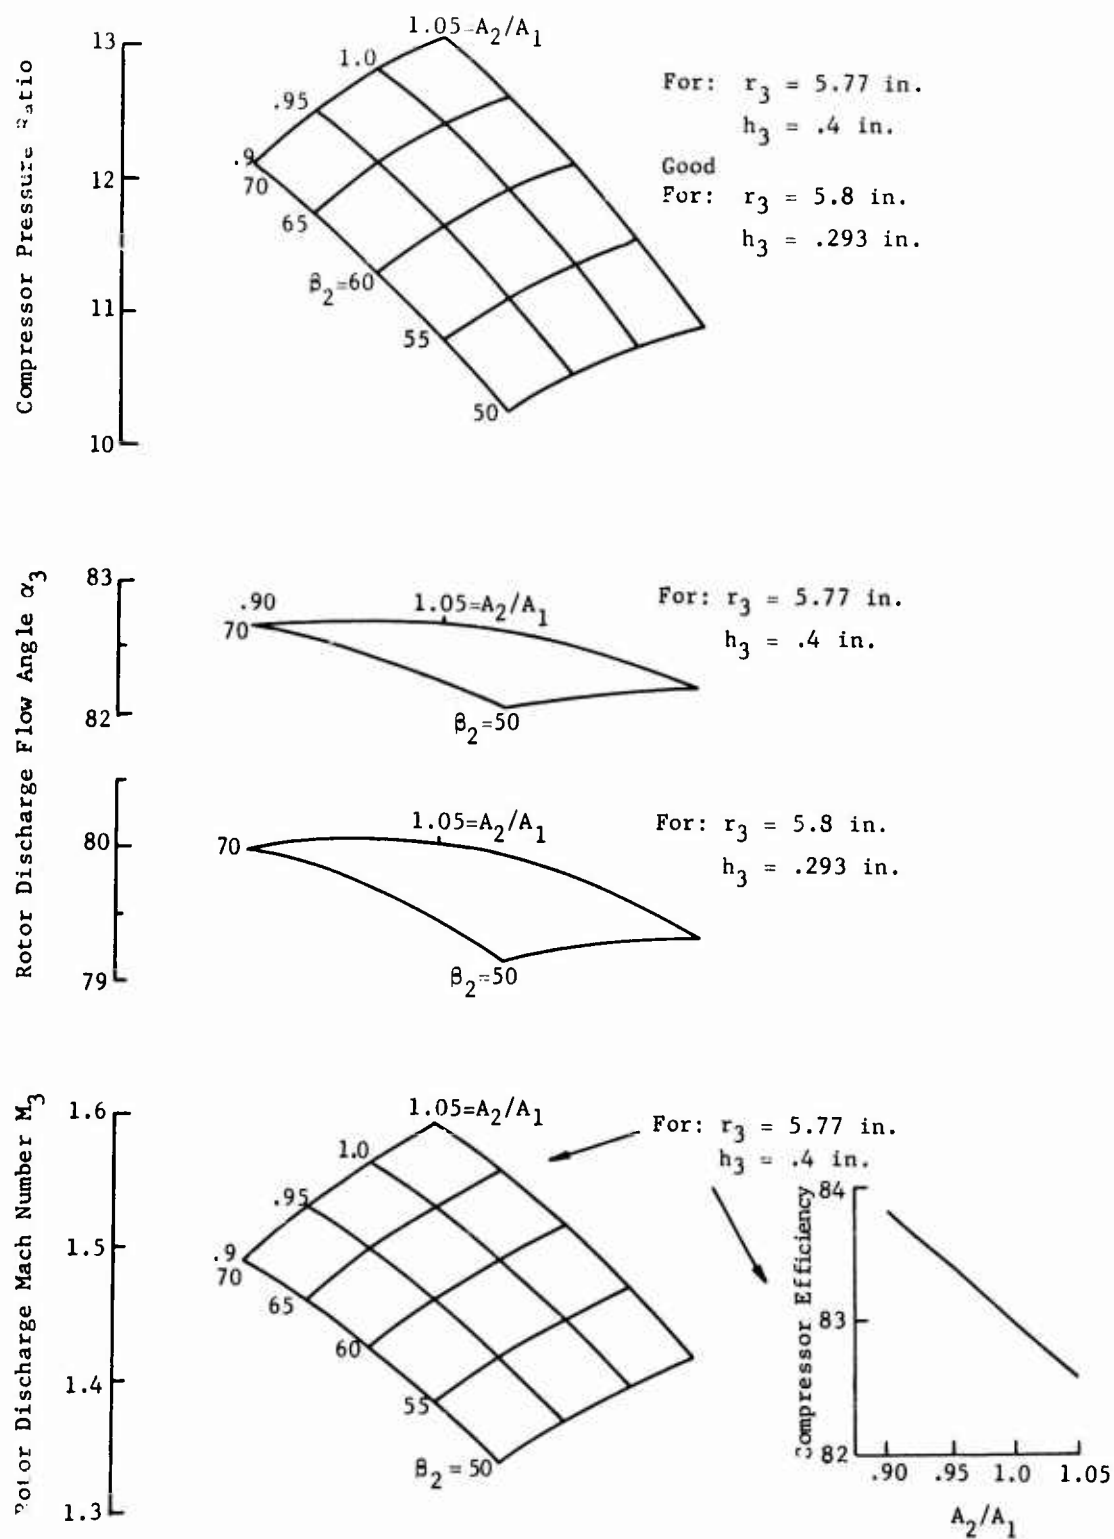 Compressor Pressure Ratio
13
12
11
10
1.05=A2/A1
1.0
.95
.9
70
65
β2=60
55
50
For: r3 = 5.77 in.
h3 = .4 in.
Good
For: r3 = 5.8 in.
h3 = .293 in.
Rotor Discharge Flow Angle α3
83
82
.90
70
1.05=A2/A1
β2=50
For: r3 = 5.77 in.
h3 = .4 in.
80
79
70
1.05=A2/A1
β2=50
For: r3 = 5.8 in.
h3 = .293 in.
Rotor Discharge Mach Number M3
1.6
1.5
1.4
1.3
1.05=A2/A1
1.0
.95
.9
70
65
60
55
β2 = 50
For: r3 = 5.77 in.
h3 = .4 in.
Compressor Efficiency
84
83
82
.90 .95 1.0 1.05
A2/A1